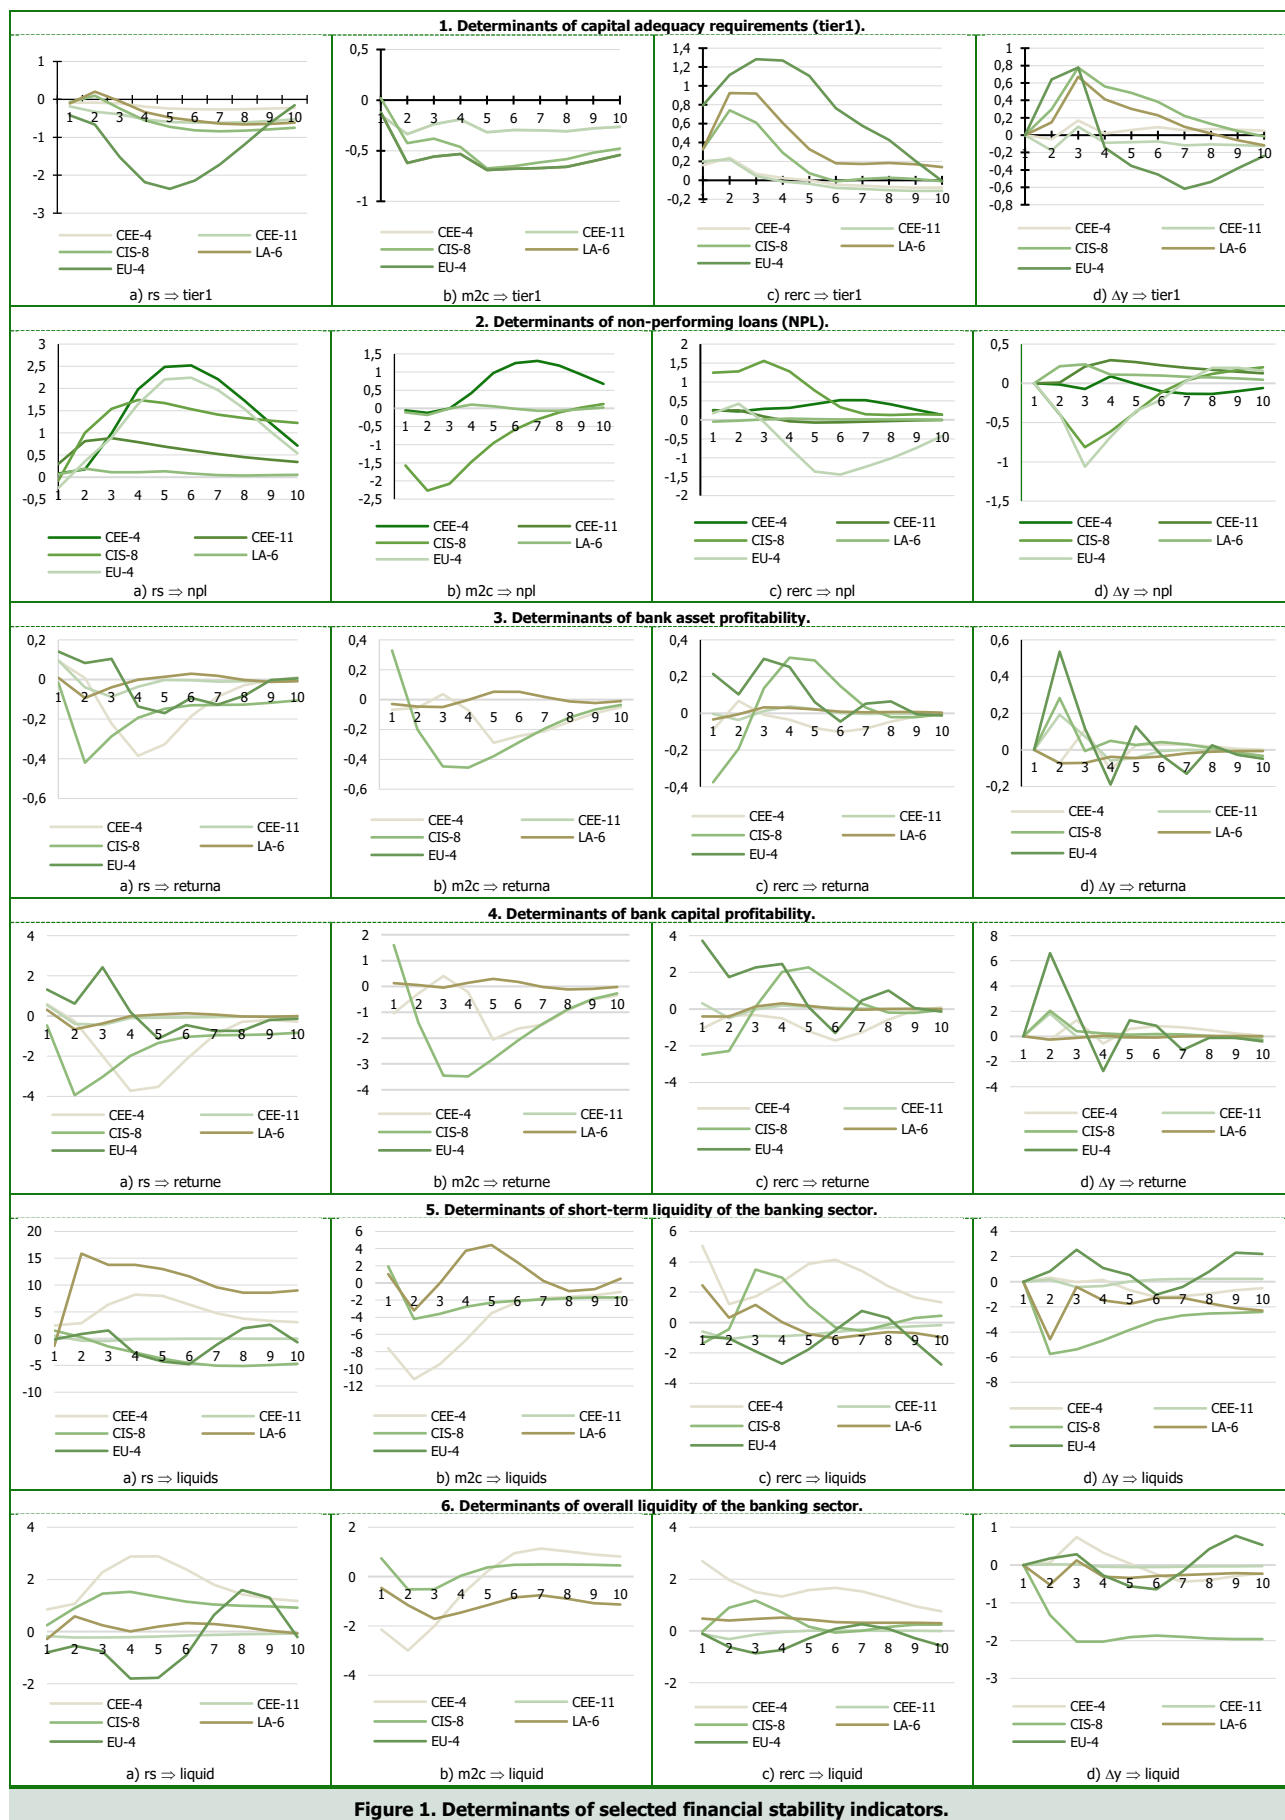 1. Determinants of capital adequacy requirements (tier1).
1
0
-1
-2
-3
1 2 3 4 5 6 7 8 9 10
CEE-4 CEE-11
CIS-8 LA-6
EU-4
a) rs ⇒ tier1
0,5
0
-0,5
-1
1 2 3 4 5 6 7 8 9 10
CEE-4 CEE-11
CIS-8 LA-6
EU-4
b) m2c ⇒ tier1
1,4
1,2
1
0,8
0,6
0,4
0,2
0
-0,2
1 2 3 4 5 6 7 8 9 10
CEE-4 CEE-11
CIS-8 LA-6
EU-4
c) rerc ⇒ tier1
1
0,8
0,6
0,4
0,2
0
-0,2
-0,4
-0,6
-0,8
1 2 3 4 5 6 7 8 9 10
CEE-4 CEE-11
CIS-8 LA-6
EU-4
d) Δy ⇒ tier1
2. Determinants of non-performing loans (NPL).
3
2,5
2
1,5
1
0,5
0
-0,5
1 2 3 4 5 6 7 8 9 10
CEE-4 CEE-11
CIS-8 LA-6
EU-4
a) rs ⇒ npl
1,5
1
0,5
0
-0,5
-1
-1,5
-2
-2,5
1 2 3 4 5 6 7 8 9 10
CEE-4 CEE-11
CIS-8 LA-6
EU-4
b) m2c ⇒ npl
2
1,5
1
0,5
0
-0,5
-1
-1,5
-2
1 2 3 4 5 6 7 8 9 10
CEE-4 CEE-11
CIS-8 LA-6
EU-4
c) rerc ⇒ npl
0,5
0
-0,5
-1
-1,5
1 2 3 4 5 6 7 8 9 10
CEE-4 CEE-11
CIS-8 LA-6
EU-4
d) Δy ⇒ npl
3. Determinants of bank asset profitability.
0,2
0
-0,2
-0,4
-0,6
1 2 3 4 5 6 7 8 9 10
CEE-4 CEE-11
CIS-8 LA-6
EU-4
a) rs ⇒ returna
0,4
0,2
0
-0,2
-0,4
-0,6
1 2 3 4 5 6 7 8 9 10
CEE-4 CEE-11
CIS-8 LA-6
EU-4
b) m2c ⇒ returna
0,4
0,2
0
-0,2
-0,4
1 2 3 4 5 6 7 8 9 10
CEE-4 CEE-11
CIS-8 LA-6
EU-4
c) rerc ⇒ returna
0,6
0,4
0,2
0
-0,2
1 2 3 4 5 6 7 8 9 10
CEE-4 CEE-11
CIS-8 LA-6
EU-4
d) Δy ⇒ returna
4. Determinants of bank capital profitability.
4
2
0
-2
-4
1 2 3 4 5 6 7 8 9 10
CEE-4 CEE-11
CIS-8 LA-6
EU-4
a) rs ⇒ returne
2
1
0
-1
-2
-3
-4
1 2 3 4 5 6 7 8 9 10
CEE-4 CEE-11
CIS-8 LA-6
EU-4
b) m2c ⇒ returne
4
2
0
-2
-4
1 2 3 4 5 6 7 8 9 10
CEE-4 CEE-11
CIS-8 LA-6
EU-4
c) rerc ⇒ returne
8
6
4
2
0
-2
-4
1 2 3 4 5 6 7 8 9 10
CEE-4 CEE-11
CIS-8 LA-6
EU-4
d) Δy ⇒ returne
5. Determinants of short-term liquidity of the banking sector.
20
15
10
5
0
-5
-10
1 2 3 4 5 6 7 8 9 10
CEE-4 CEE-11
CIS-8 LA-6
EU-4
a) rs ⇒ liquids
6
4
2
0
-2
-4
-6
-8
-10
-12
1 2 3 4 5 6 7 8 9 10
CEE-4 CEE-11
CIS-8 LA-6
EU-4
b) m2c ⇒ liquids
6
4
2
0
-2
-4
1 2 3 4 5 6 7 8 9 10
CEE-4 CEE-11
CIS-8 LA-6
EU-4
c) rerc ⇒ liquids
4
2
0
-2
-4
-6
-8
1 2 3 4 5 6 7 8 9 10
CEE-4 CEE-11
CIS-8 LA-6
EU-4
d) Δy ⇒ liquids
6. Determinants of overall liquidity of the banking sector.
4
2
0
-2
1 2 3 4 5 6 7 8 9 10
CEE-4 CEE-11
CIS-8 LA-6
EU-4
a) rs ⇒ liquid
2
0
-2
-4
1 2 3 4 5 6 7 8 9 10
CEE-4 CEE-11
CIS-8 LA-6
EU-4
b) m2c ⇒ liquid
4
2
0
-2
1 2 3 4 5 6 7 8 9 10
CEE-4 CEE-11
CIS-8 LA-6
EU-4
c) rerc ⇒ liquid
1
0
-1
-2
-3
1 2 3 4 5 6 7 8 9 10
CEE-4 CEE-11
CIS-8 LA-6
EU-4
d) Δy ⇒ liquid
Figure 1. Determinants of selected financial stability indicators.